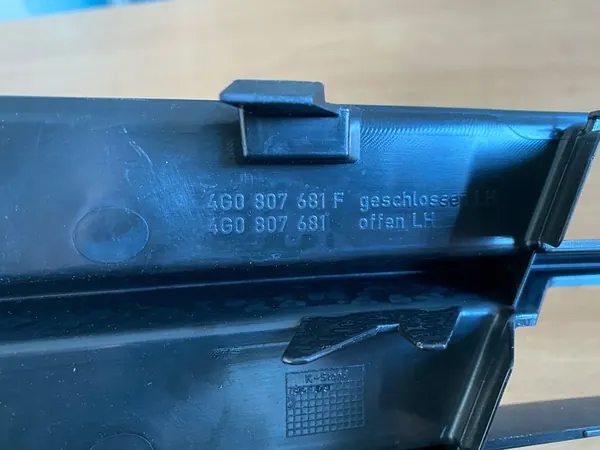 4G0 807 681 F geschlossen LH
4G0 807 681 offen LH